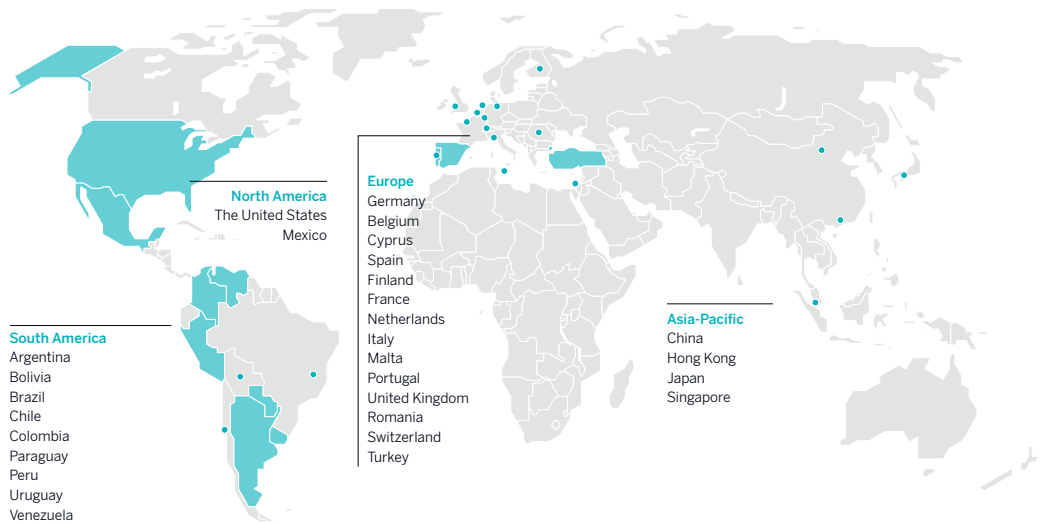 North America
The United States
Mexico
South America
Argentina
Bolivia
Brazil
Chile
Colombia
Paraguay
Peru
Uruguay
Venezuela
Europe
Germany
Belgium
Cyprus
Spain
Finland
France
Netherlands
Italy
Malta
Portugal
United Kingdom
Romania
Switzerland
Turkey
Asia-Pacific
China
Hong Kong
Japan
Singapore